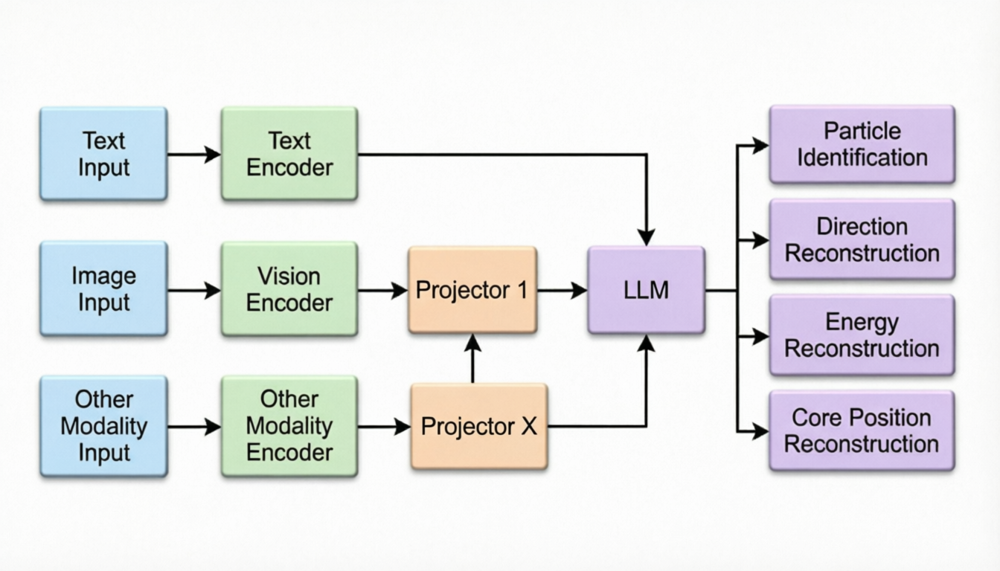 Text
Input
Text
Encoder
Image
Input
Vision
Encoder
Projector 1
LLM
Other
Modality
Input
Other
Modality
Encoder
Projector X
Particle
Identification
Direction
Reconstruction
Energy
Reconstruction
Core Position
Reconstruction